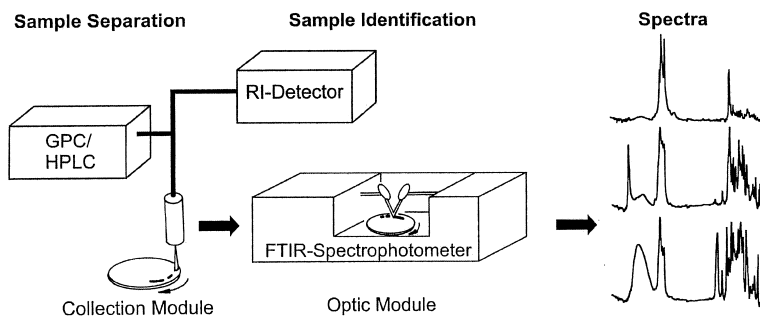 Sample Separation
Sample Identification
Spectra
RI-Detector
GPC/
HPLC
FTIR-Spectrophotometer
Collection Module
Optic Module